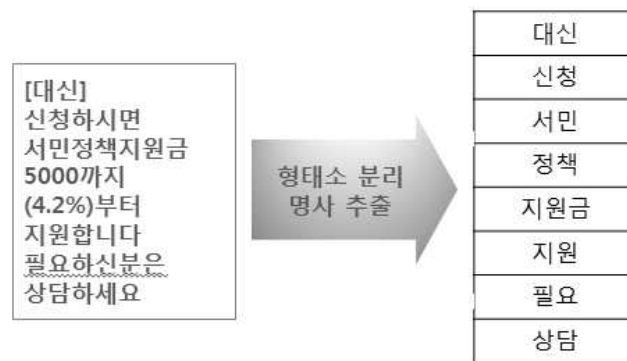 [대신]
신청하시면
서민정책지원금
5000까지
(4.2%)부터
지원합니다
필요하신분은
상담하세요
형태소 분리
명사 추출
대신
신청
서민
정책
지원금
지원
필요
상담